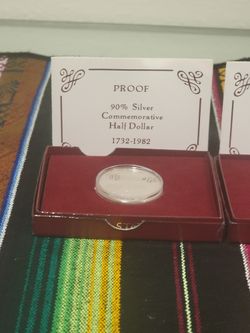 PROOF
90% Silver
Commemorative
Half Dollar
1732-1982